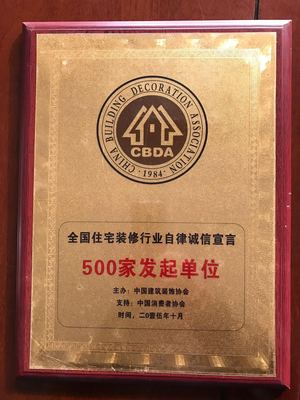 CHINA BUILDING DECORATION ASSOCIATION
CBDA
·1984·
全国住宅装修行业自律诚信宣言
500家发起单位
主办：中国建筑装饰协会
支持：中国消费者协会
时间，二0壹伍年十月